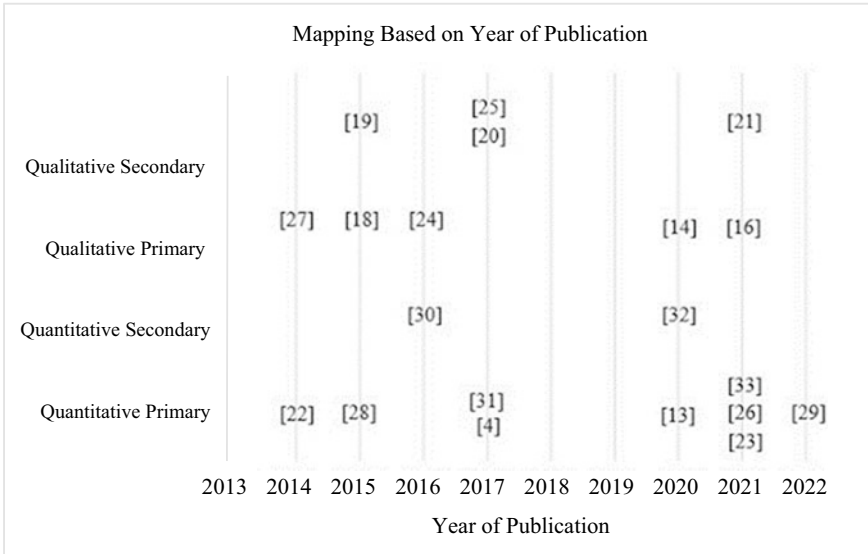 Mapping Based on Year of Publication
[25]
[19] [21]
[20]
Qualitative Secondary
[27] [18] [24] [14] [16]
Qualitative Primary
[30] [32]
Quantitative Secondary
[33]
[31]
Quantitative Primary [22] [28] [13] [26] [29]
[4]
[23]
2013 2014 2015 2016 2017 2018 2019 2020 2021 2022
Year of Publication